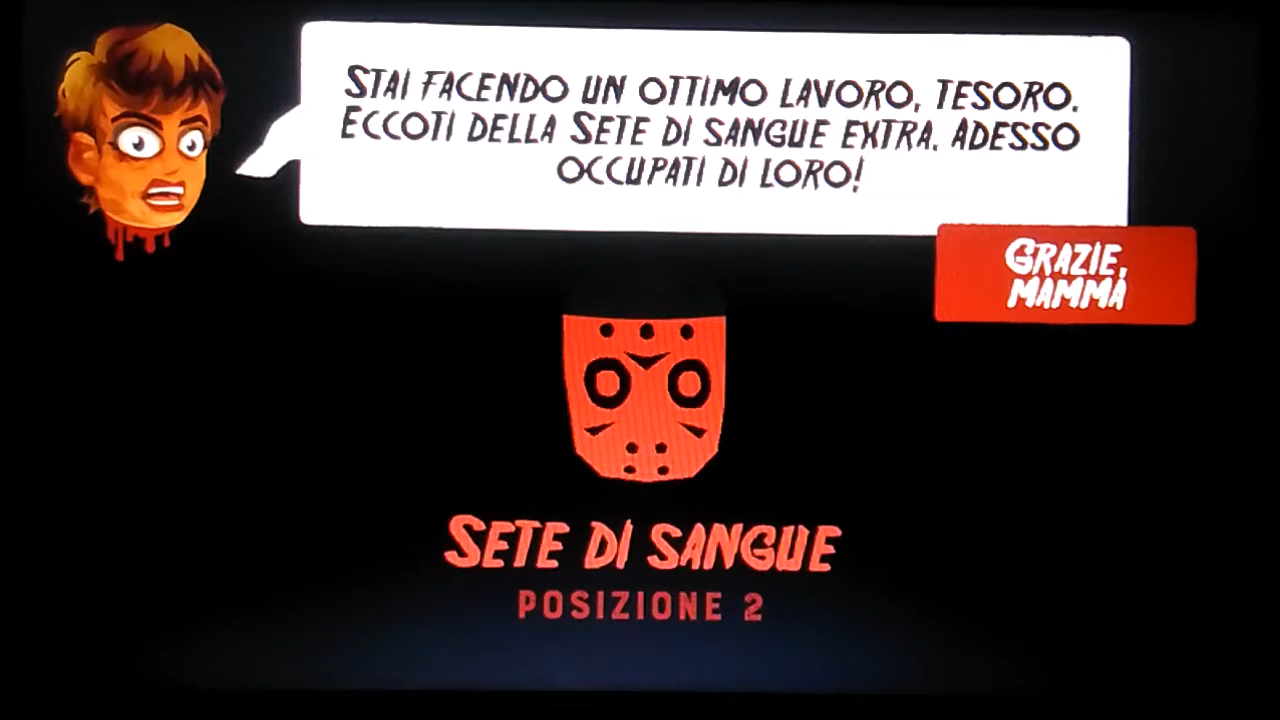 Stai facendo un ottimo lavoro, tesoro.
Eccoti della Sete di sangue extra. Adesso
occupati di loro!
Grazie,
mamma
Sete di sangue
POSIZIONE 2